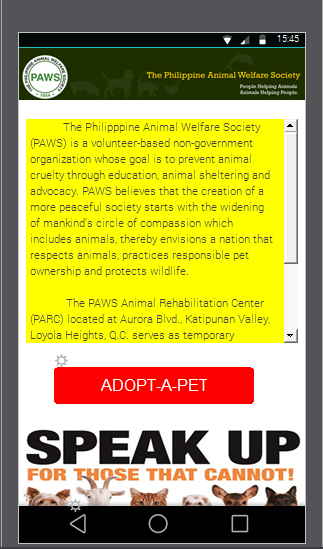 15:45
THE PHILIPPINE ANIMAL WELFARE SOCIETY
PAWS
1954
The Philippine Animal Welfare Society
People Helping Animals
Animals Helping People.
The Philipppine Animal Welfare Society
(PAWS) is a volunteer-based non-government
organization whose goal is to prevent animal
cruelty through education, animal sheltering and
advocacy. PAWS believes that the creation of a
more peaceful society starts with the widening
of mankind's circle of compassion which
includes animals, thereby envisions a nation that
respects animals, practices responsible pet
ownership and protects wildlife.
The PAWS Animal Rehabilitation Center
(PARC) located at Aurora Blvd., Katipunan Valley,
Loyola Heights, Q.C. serves as temporary
ADOPT-A-PET
SPEAK UP
FOR THOSE THAT CANNOT!